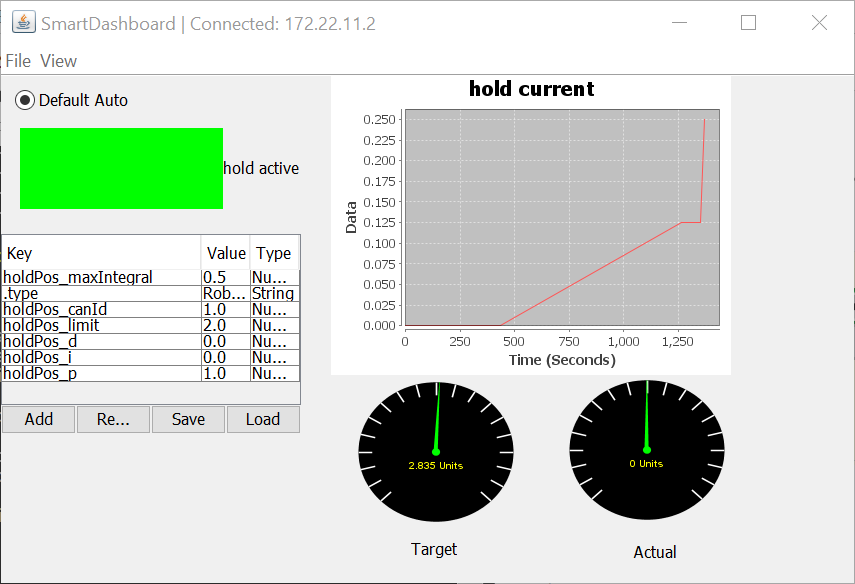 SmartDashboard | Connected: 172.22.11.2
File View
Default Auto
hold active
Key Value Type
holdPos_maxIntegral 0.5 Nu...
.type Rob... String
holdPos_canId 1.0 Nu...
holdPos_limit 2.0 Nu...
holdPos_d 0.0 Nu...
holdPos_i 0.0 Nu...
holdPos_p 1.0 Nu...
Add Re... Save Load
hold current
0.250
0.225
0.200
0.175
0.150
0.125
0.100
0.075
0.050
0.025
0.000
Data
0 250 500 750 1,000 1,250
Time (Seconds)
2.835 Units
Target
0 Units
Actual